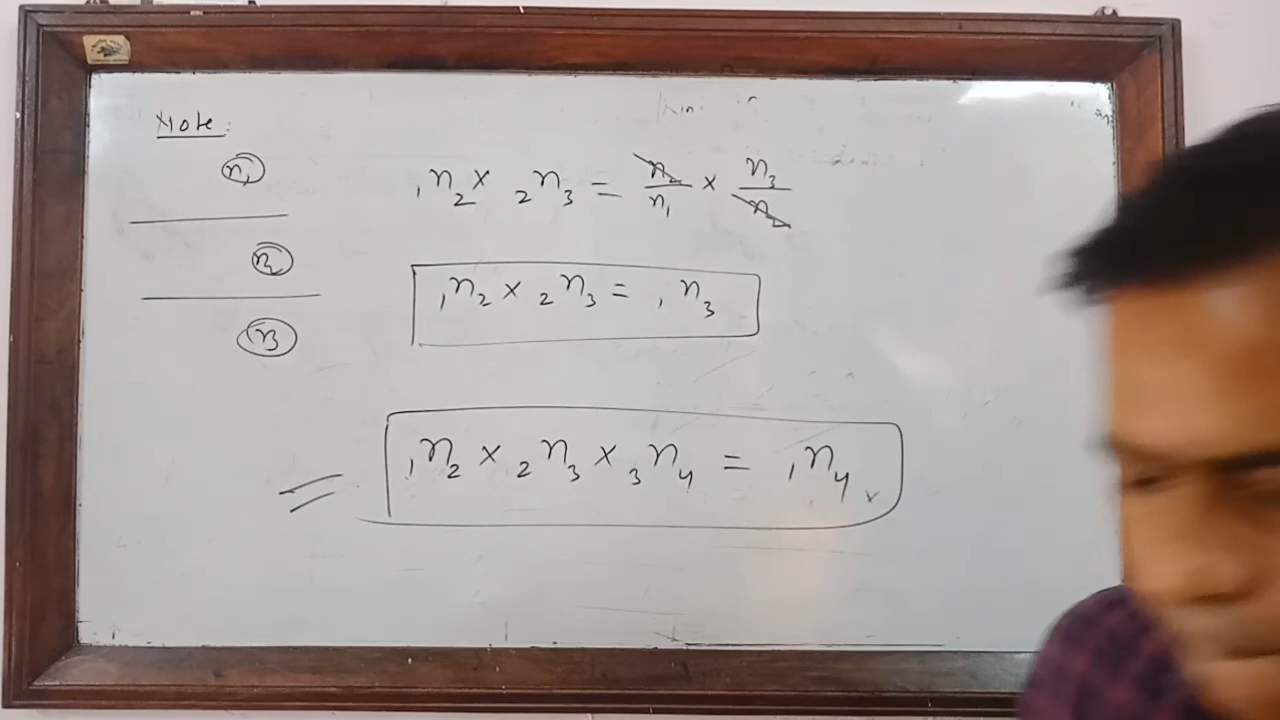 Note:
n₁
₁n₂ × ₂n₃ = n₂/n₁ × n₃/n₂
n₂
₁n₂ × ₂n₃ = ₁n₃
n₃
₁n₂ × ₂n₃ × ₃n₄ = ₁n₄